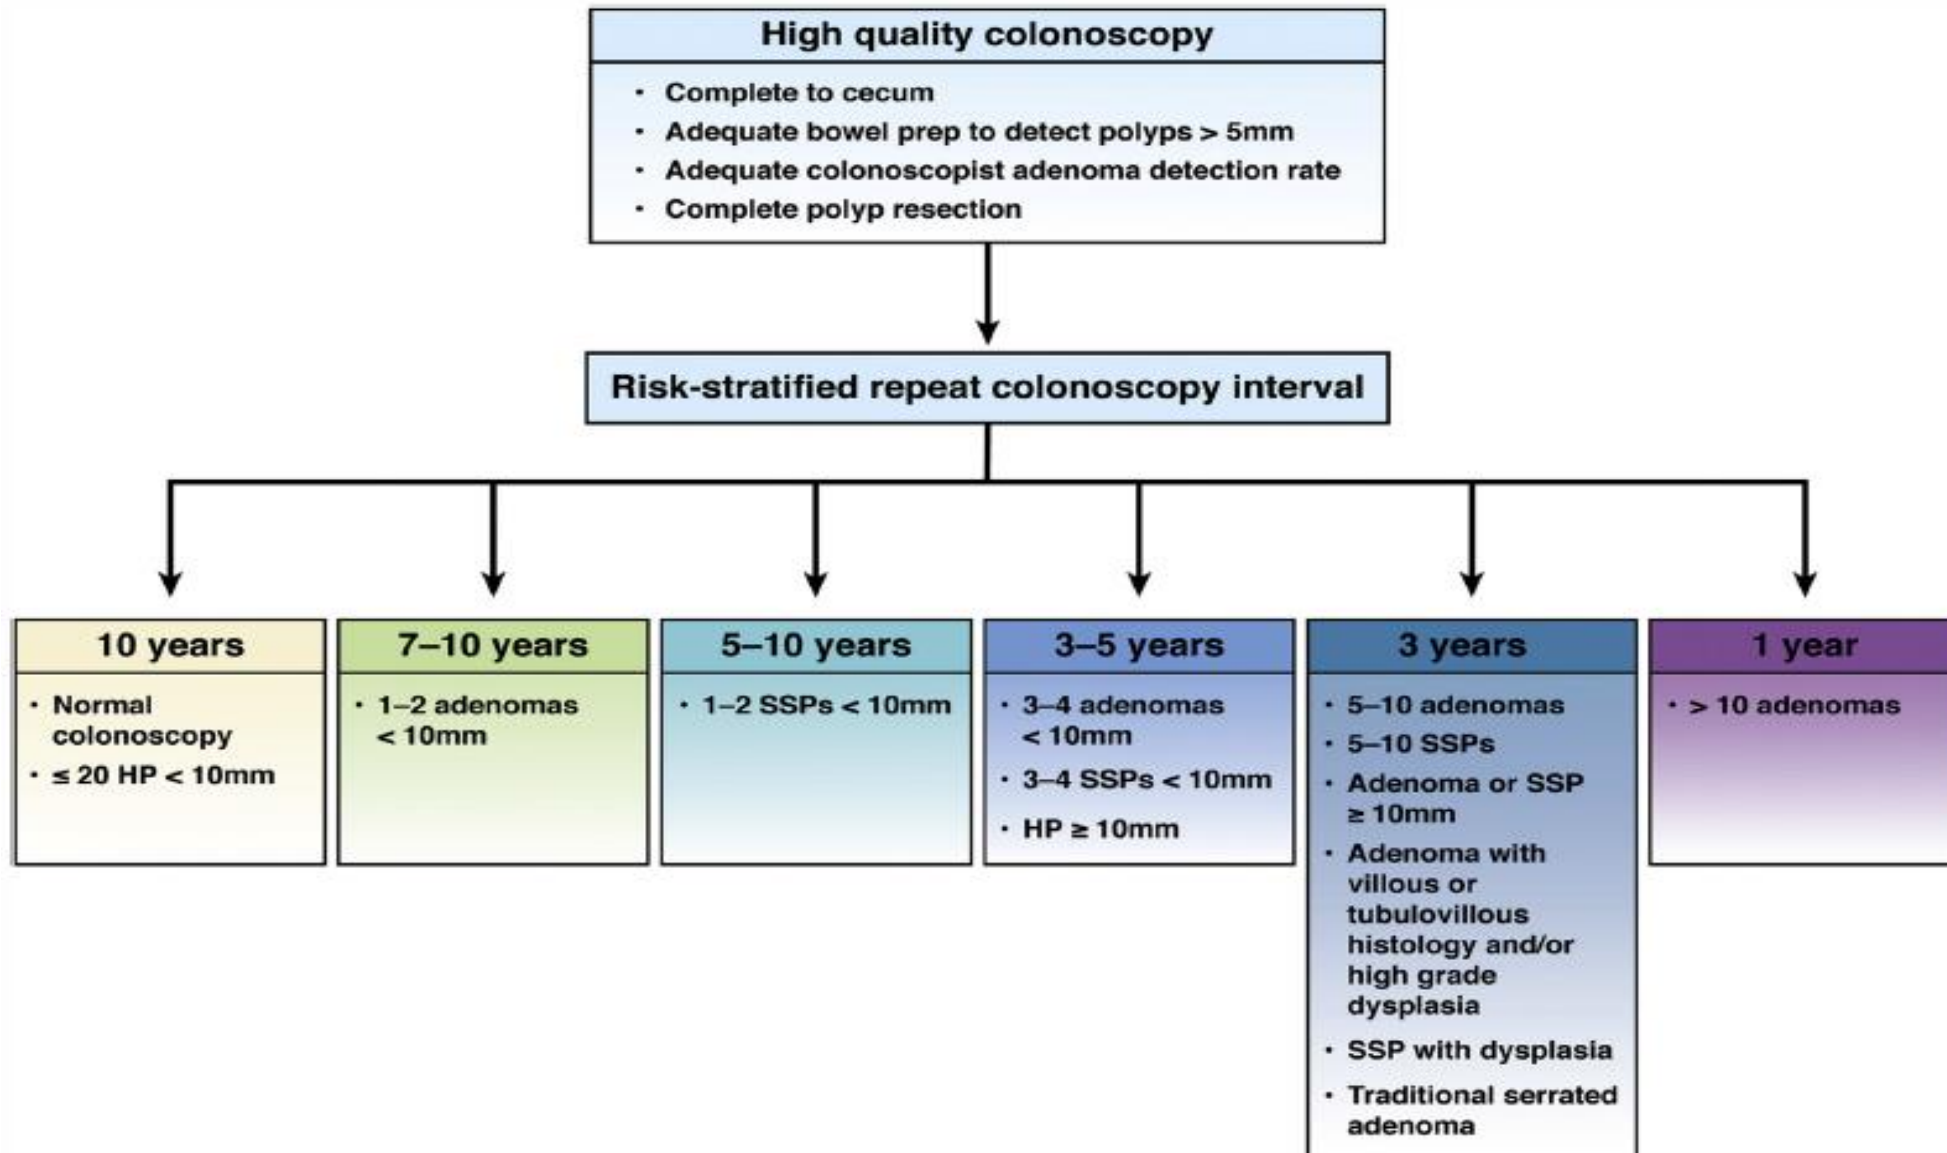 High quality colonoscopy
· Complete to cecum
· Adequate bowel prep to detect polyps > 5mm
· Adequate colonoscopist adenoma detection rate
· Complete polyp resection
Risk-stratified repeat colonoscopy interval
10 years
· Normal
colonoscopy
· ≤ 20 HP < 10mm
7–10 years
· 1–2 adenomas
< 10mm
5–10 years
· 1–2 SSPs < 10mm
3–5 years
· 3–4 adenomas
< 10mm
· 3–4 SSPs < 10mm
· HP ≥ 10mm
3 years
· 5–10 adenomas
· 5–10 SSPs
· Adenoma or SSP
≥ 10mm
· Adenoma with
villous or
tubulovillous
histology and/or
high grade
dysplasia
· SSP with dysplasia
· Traditional serrated
adenoma
1 year
· > 10 adenomas